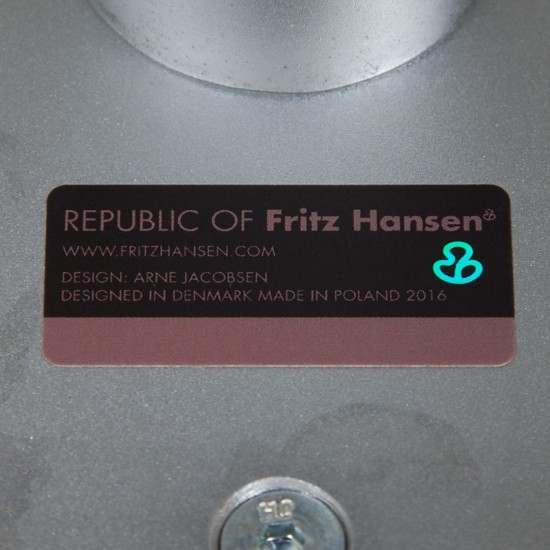 REPUBLIC OF Fritz Hansen
WWW.FRITZHANSEN.COM
DESIGN: ARNE JACOBSEN
DESIGNED IN DENMARK MADE IN POLAND 2016